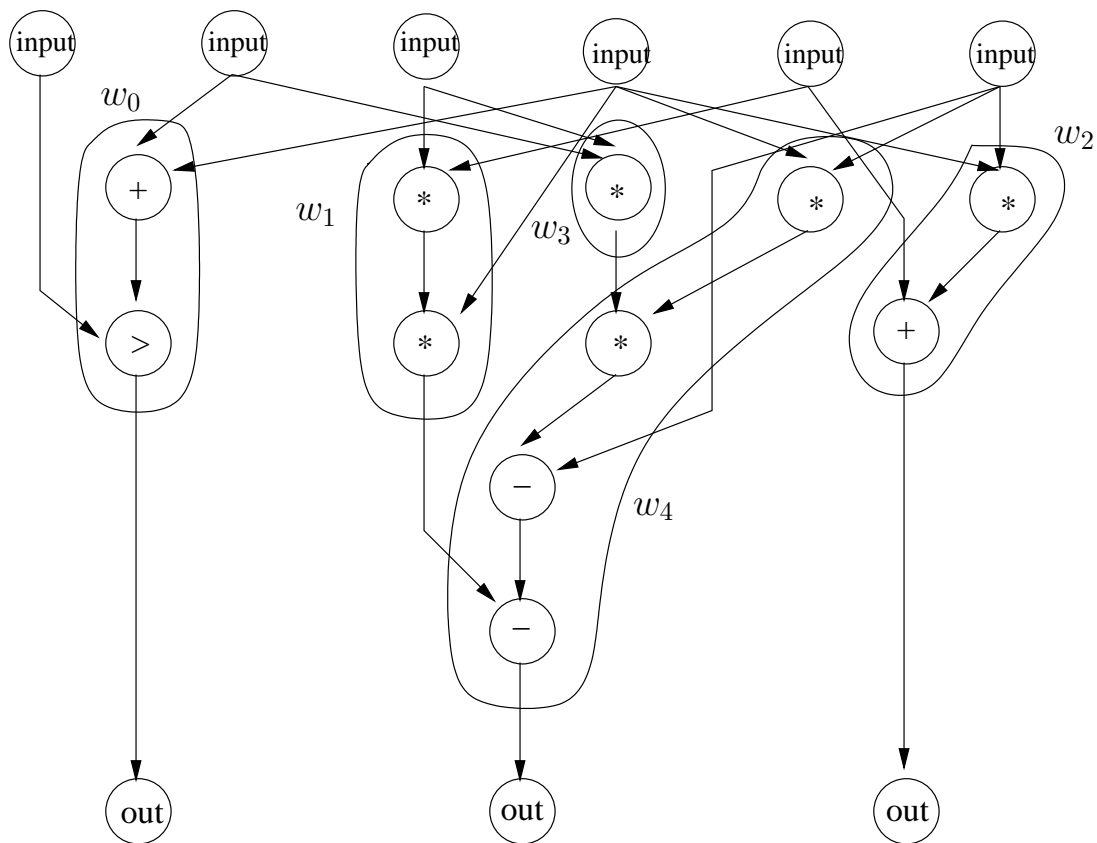 input input input input input input
w0
w2
+ * * * *
w1
w3
> * * +
−
w4
−
out out out